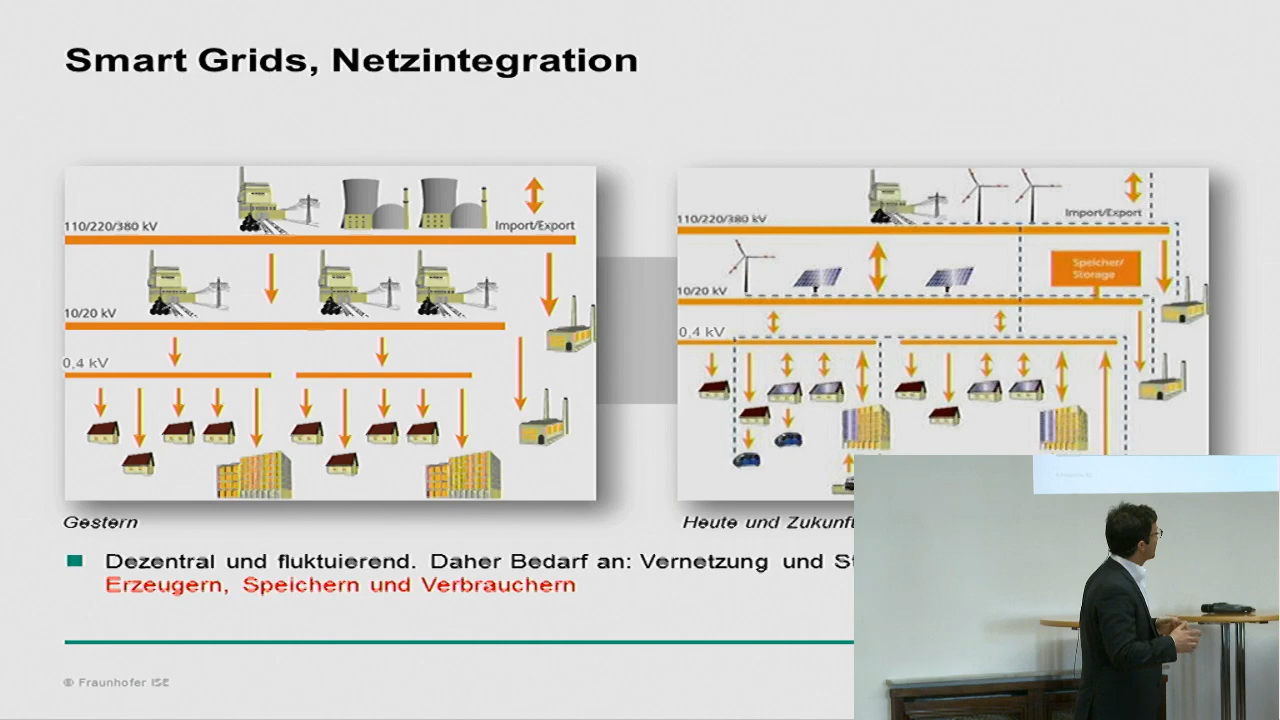 Smart Grids, Netzintegration
110/220/380 kV
Import/Export
10/20 kV
0,4 kV
Gestern
110/220/380 kV
Import/Export
Speicher/
Storage
10/20 kV
0,4 kV
Heute und Zukunft
Dezentral und fluktuierend. Daher Bedarf an: Vernetzung und
Erzeugern, Speichern und Verbrauchern
© Fraunhofer ISE